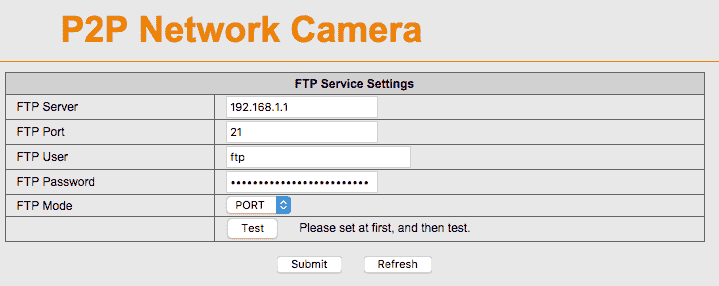 P2P Network Camera
FTP Service Settings
FTP Server 192.168.1.1
FTP Port 21
FTP User ftp
FTP Password •••••••••••••••••••••••••
FTP Mode PORT
Test Please set at first, and then test.
Submit Refresh